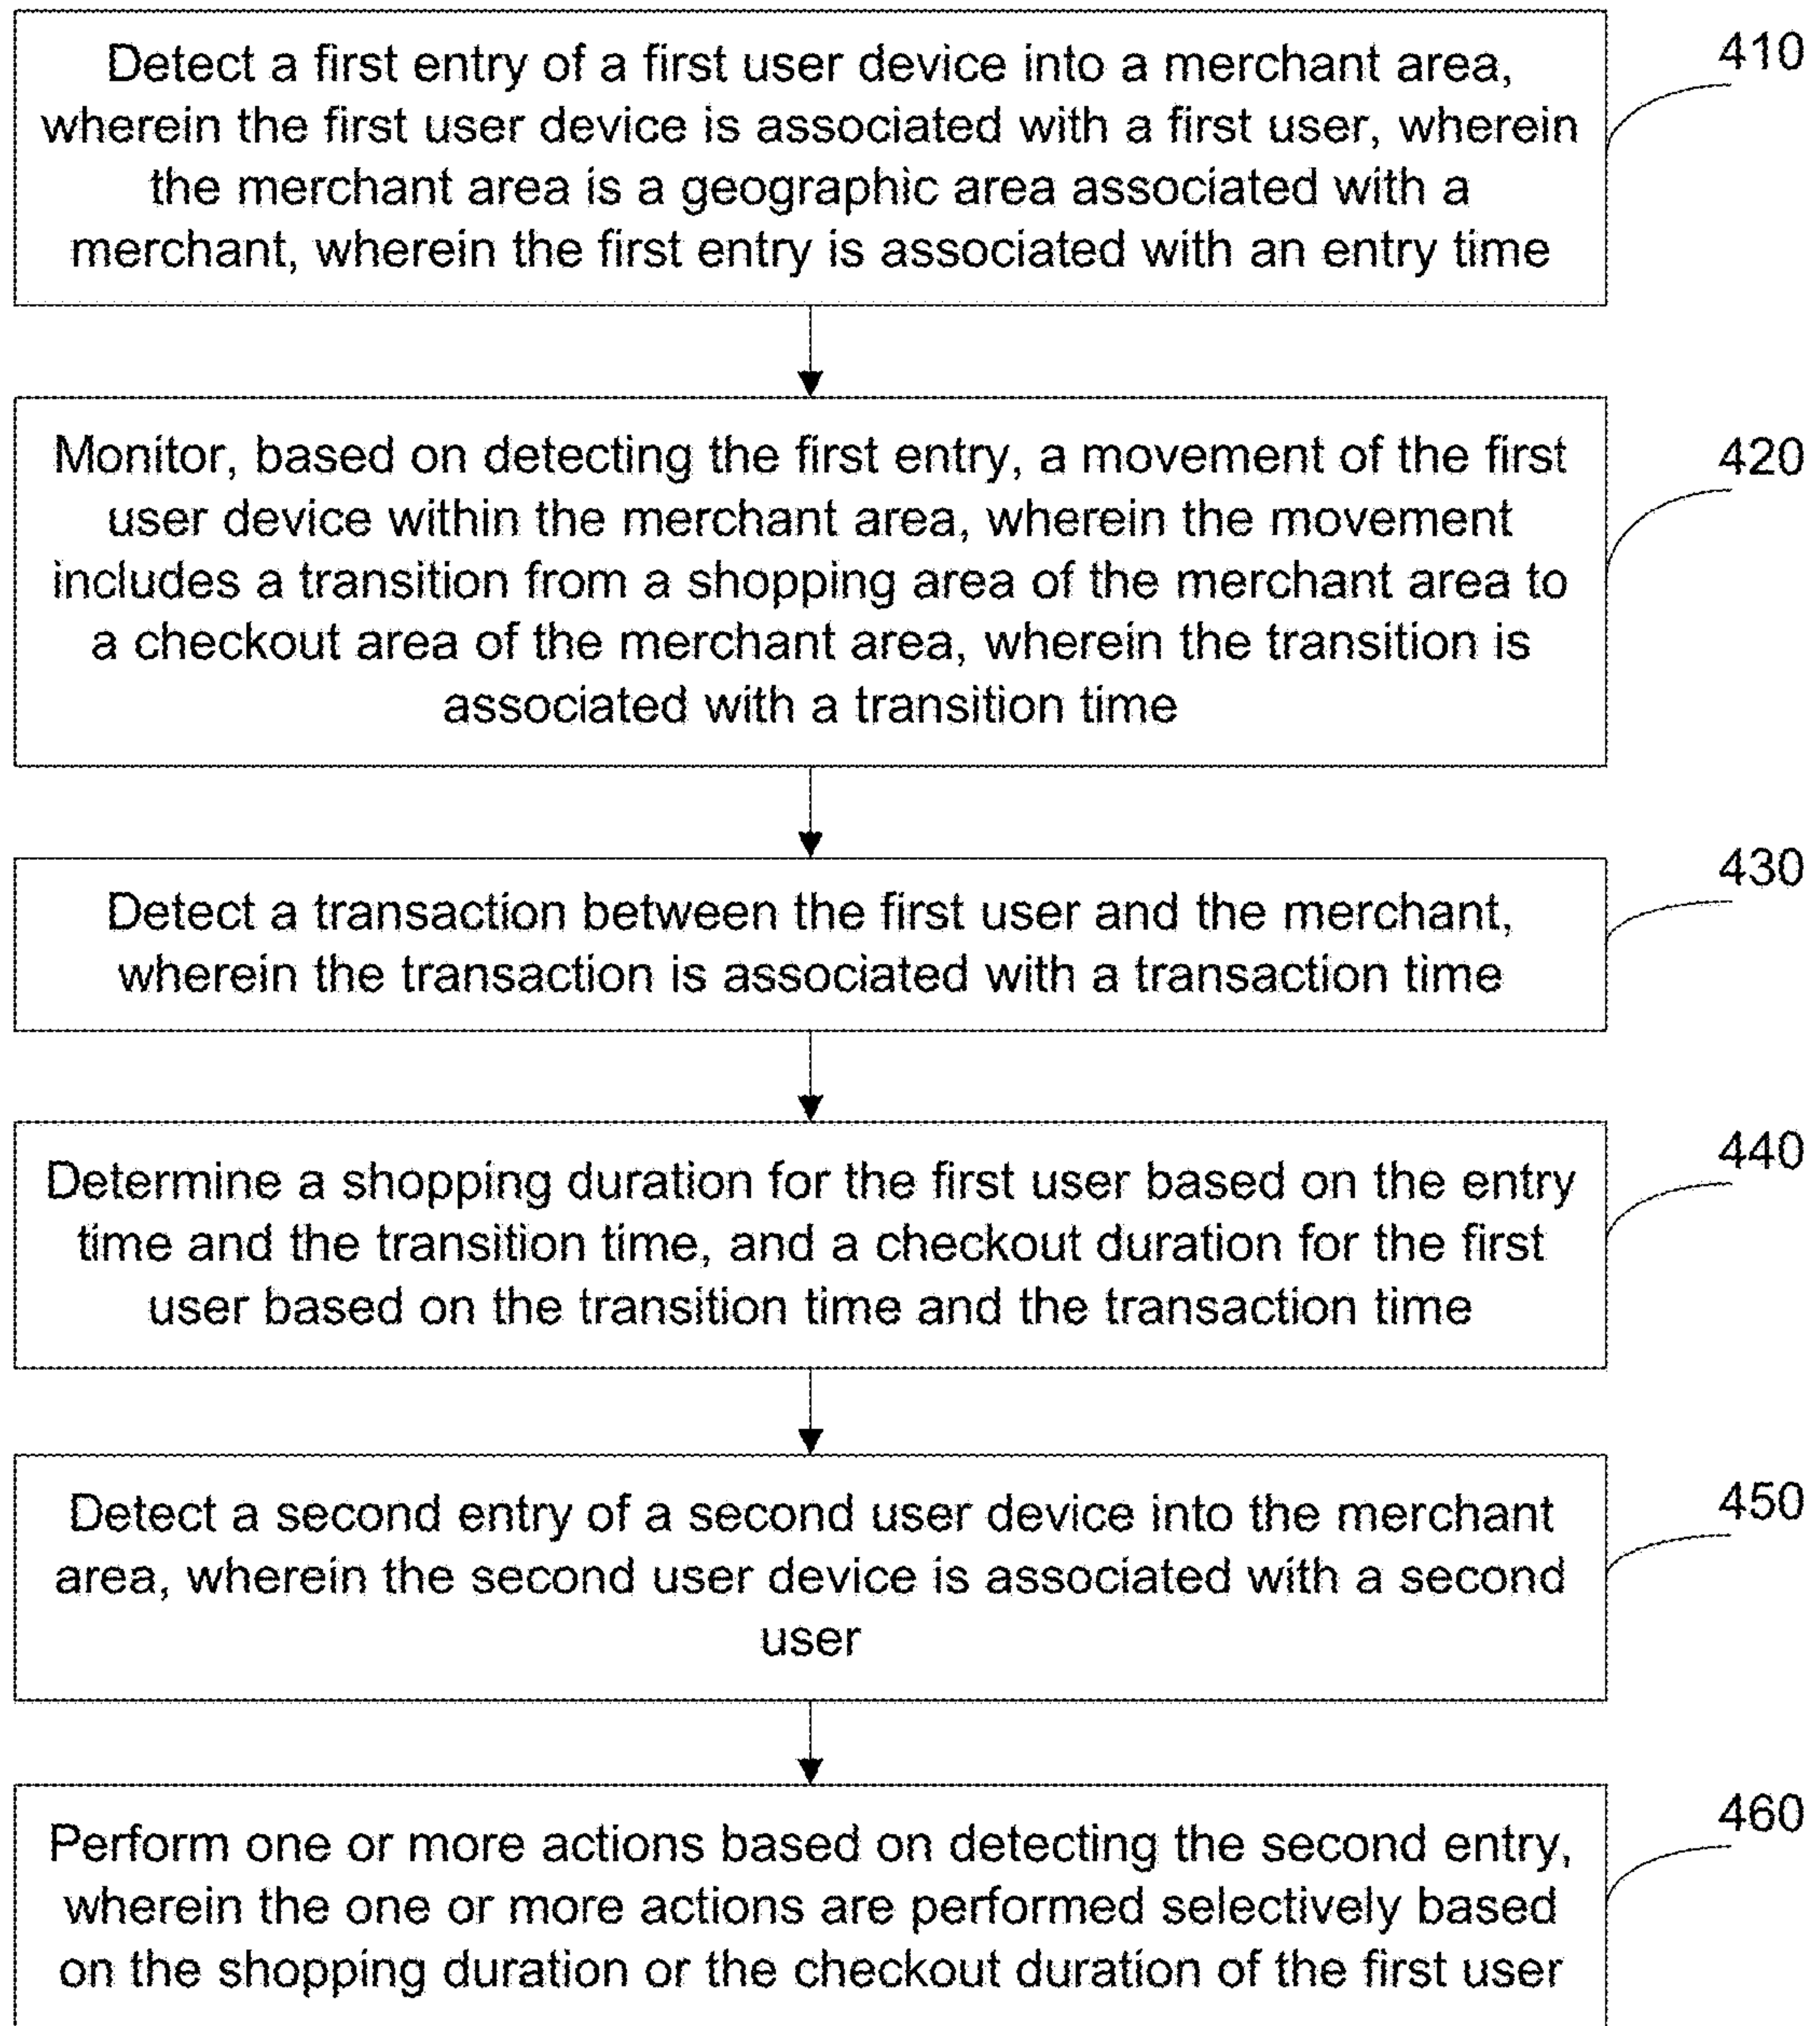 Detect a first entry of a first user device into a merchant area,
wherein the first user device is associated with a first user, wherein
the merchant area is a geographic area associated with a
merchant, wherein the first entry is associated with an entry time
410
Monitor, based on detecting the first entry, a movement of the first
user device within the merchant area, wherein the movement
includes a transition from a shopping area of the merchant area to
a checkout area of the merchant area, wherein the transition is
associated with a transition time
420
Detect a transaction between the first user and the merchant,
wherein the transaction is associated with a transaction time
430
Determine a shopping duration for the first user based on the entry
time and the transition time, and a checkout duration for the first
user based on the transition time and the transaction time
440
Detect a second entry of a second user device into the merchant
area, wherein the second user device is associated with a second
user
450
Perform one or more actions based on detecting the second entry,
wherein the one or more actions are performed selectively based
on the shopping duration or the checkout duration of the first user
460